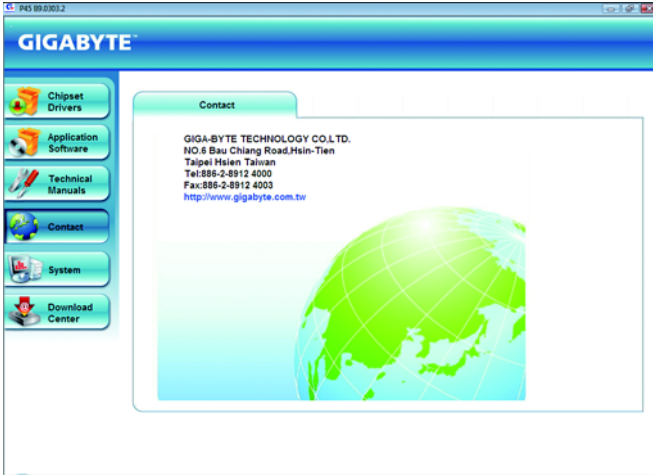 P45 B9.0303.2
GIGABYTE™
Chipset
Drivers
Application
Software
Technical
Manuals
Contact
System
Download
Center
Contact
GIGA-BYTE TECHNOLOGY CO,LTD.
NO.6 Bau Chiang Road,Hsin-Tien
Taipei Hsien Taiwan
Tel:886-2-8912 4000
Fax:886-2-8912 4003
http://www.gigabyte.com.tw